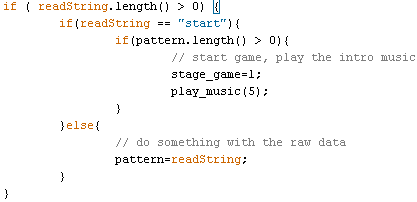 if ( readString.length() > 0) {
if(readString == "start"){
if(pattern.length() > 0){
// start game, play the intro music
stage_game=1;
play_music(5);
}
}else{
// do something with the raw data
pattern=readString;
}
}